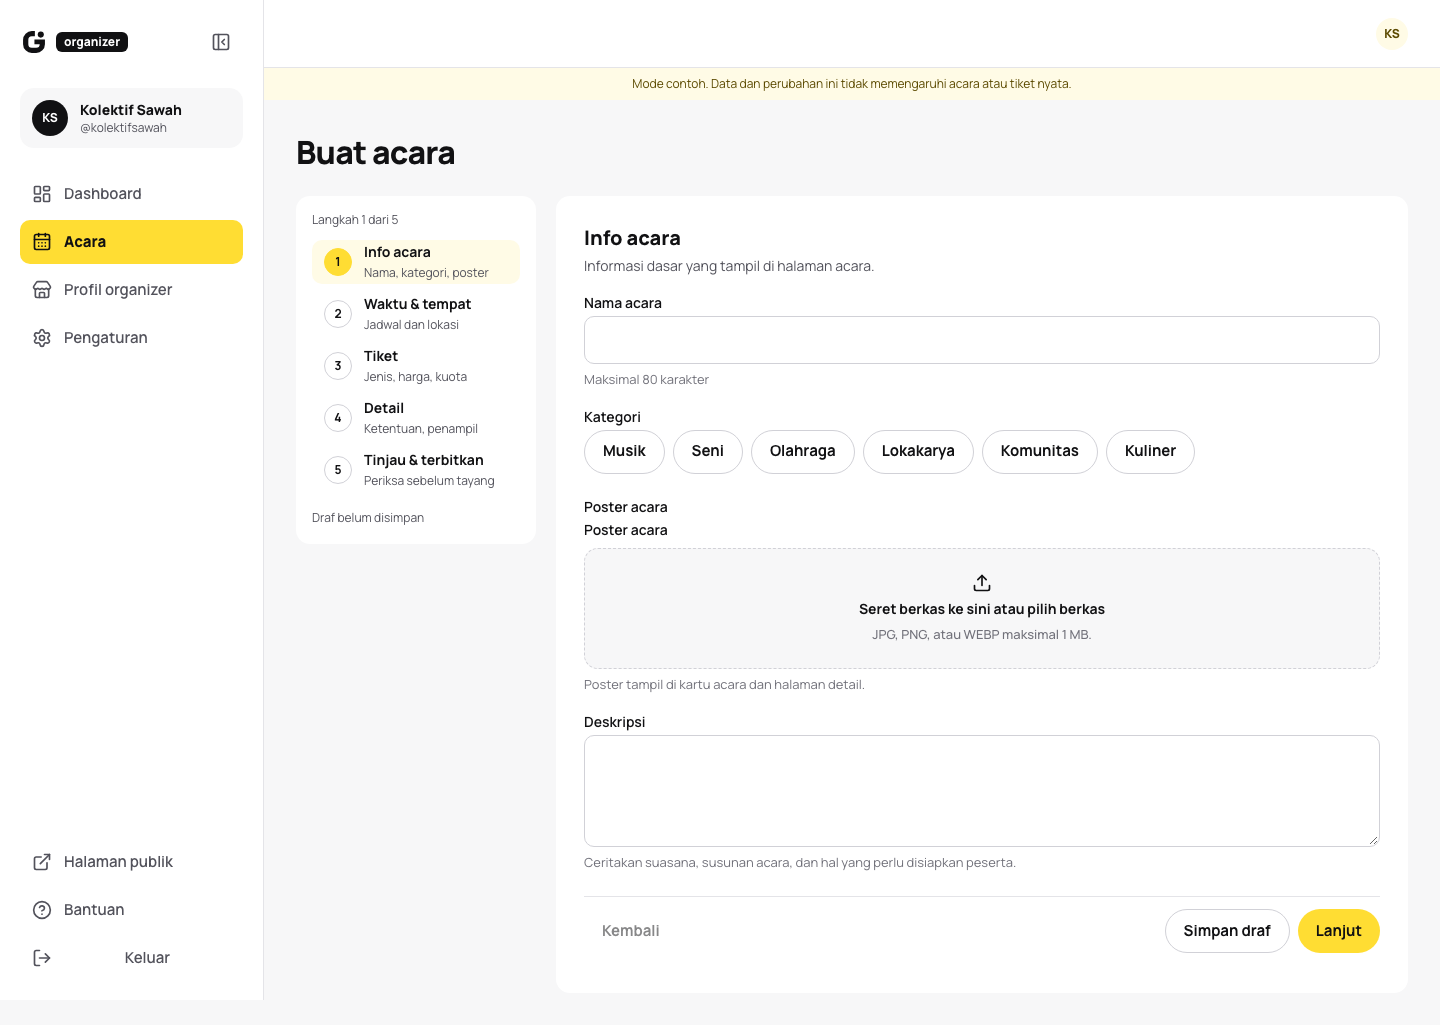 organizer
KS
KS
Kolektif Sawah
@kolektifsawah
Dashboard
Acara
Profil organizer
Pengaturan
Halaman publik
Bantuan
Keluar
Mode contoh. Data dan perubahan ini tidak memengaruhi acara atau tiket nyata.
Buat acara
Langkah 1 dari 5
1
Info acara
Nama, kategori, poster
2
Waktu & tempat
Jadwal dan lokasi
3
Tiket
Jenis, harga, kuota
4
Detail
Ketentuan, penampil
5
Tinjau & terbitkan
Periksa sebelum tayang
Draf belum disimpan
Info acara
Informasi dasar yang tampil di halaman acara.
Nama acara
Maksimal 80 karakter
Kategori
Musik
Seni
Olahraga
Lokakarya
Komunitas
Kuliner
Poster acara
Poster acara
Seret berkas ke sini atau pilih berkas
JPG, PNG, atau WEBP maksimal 1 MB.
Poster tampil di kartu acara dan halaman detail.
Deskripsi
Ceritakan suasana, susunan acara, dan hal yang perlu disiapkan peserta.
Kembali
Simpan draf
Lanjut